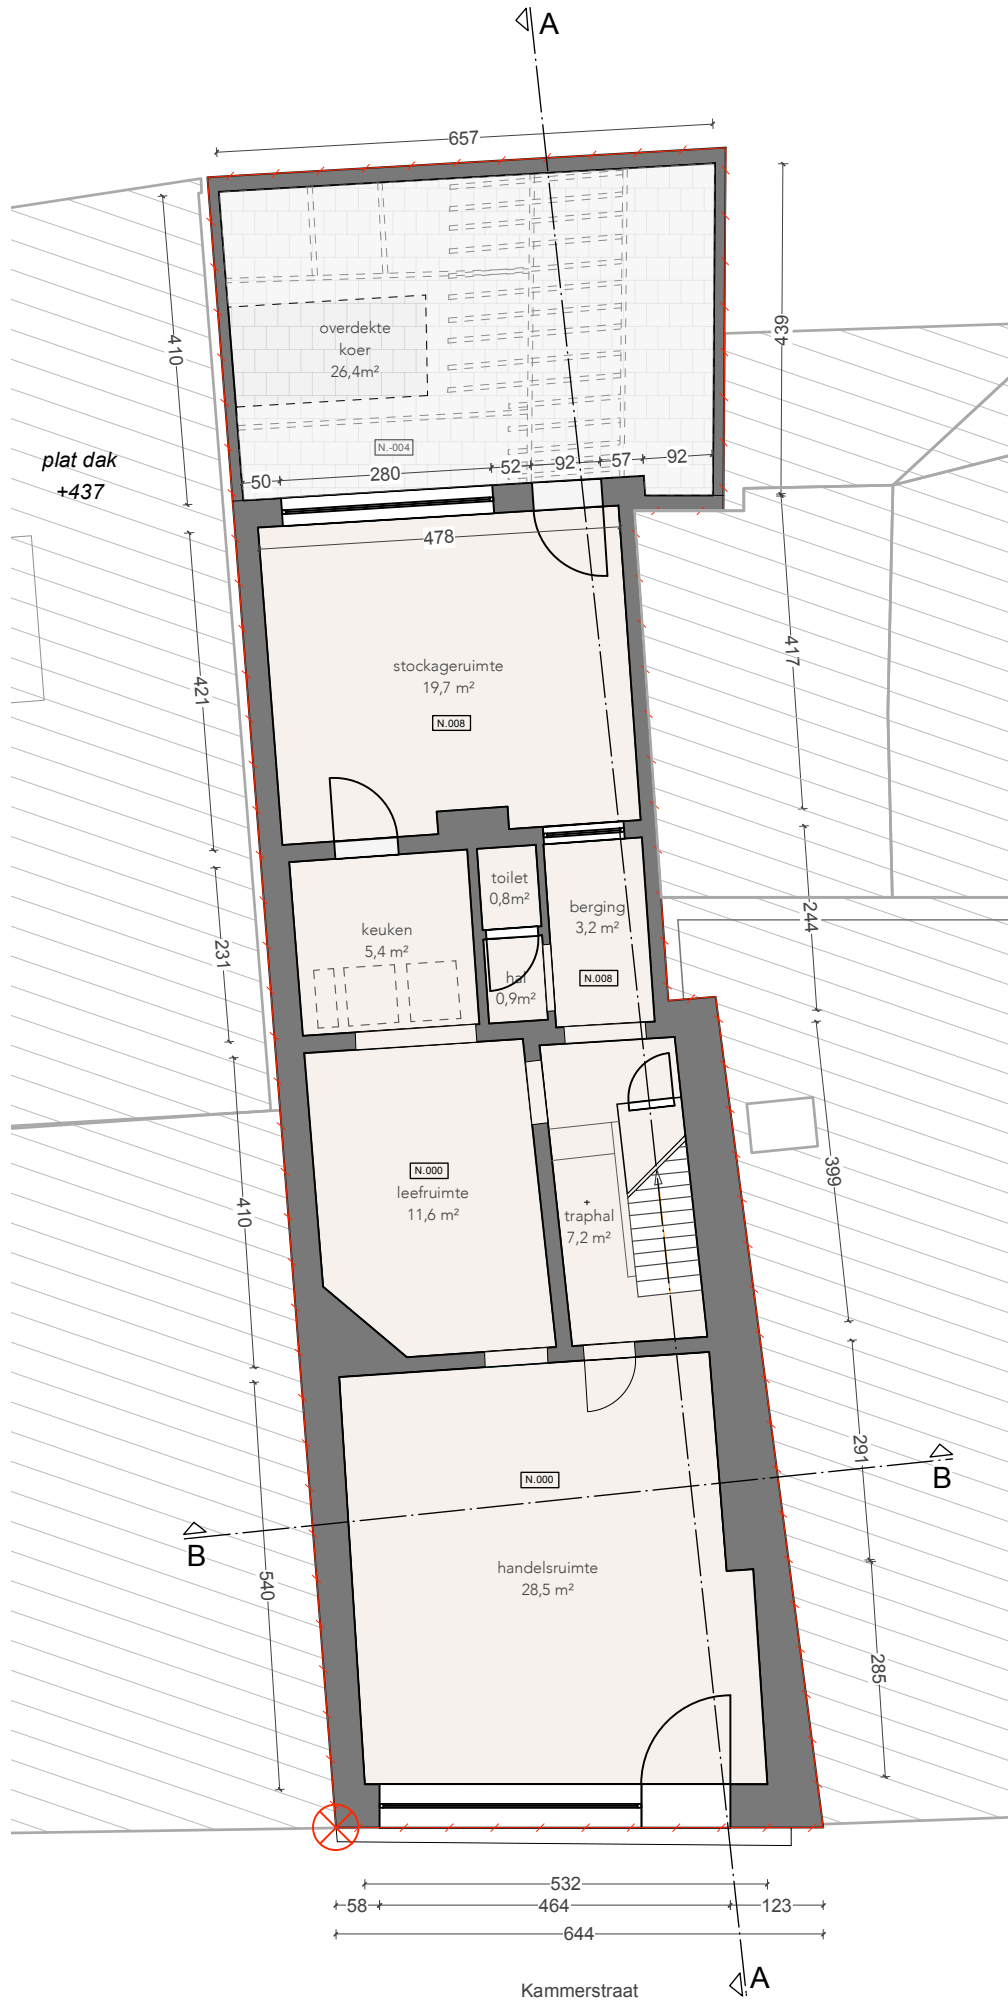 A
657
410
439
overdekte
koer
26,4m²
N.-004
plat dak
+437
50
280
52
92
57
92
478
417
421
stockageruimte
19,7 m²
N.008
toilet
0,8m²
berging
3,2 m²
244
keuken
5,4 m²
231
hal
0,9m²
N.008
399
N.000
leefruimte
11,6 m²
410
+
traphal
7,2 m²
291
B
N.000
B
540
handelsruimte
28,5 m²
285
532
58
464
123
644
A
Kammerstraat